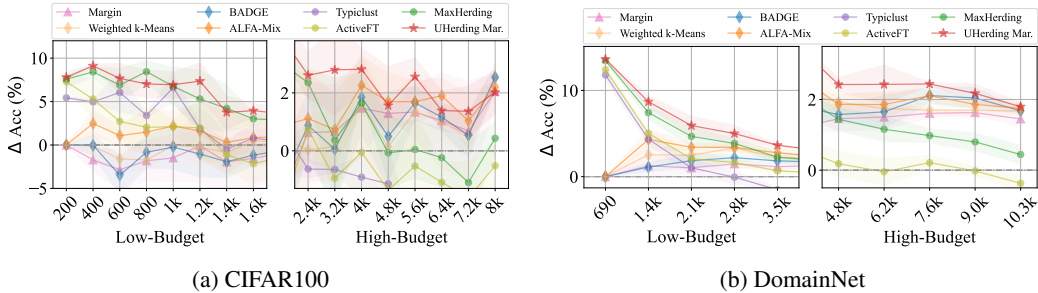 Margin BADGE Typiclust MaxHerding
Weighted k-Means ALFA-Mix ActiveFT UHerding Mar.
Δ Acc (%)
10
5
0
−5
200 400 600 800 1k 1.2k 1.4k 1.6k
Low-Budget
2
0
2.4k 3.2k 4k 4.8k 5.6k 6.4k 7.2k 8k
High-Budget
(a) CIFAR100
Margin BADGE Typiclust MaxHerding
Weighted k-Means ALFA-Mix ActiveFT UHerding Mar.
Δ Acc (%)
10
0
690 1.4k 2.1k 2.8k 3.5k
Low-Budget
2
0
4.8k 6.2k 7.6k 9.0k 10.3k
High-Budget
(b) DomainNet